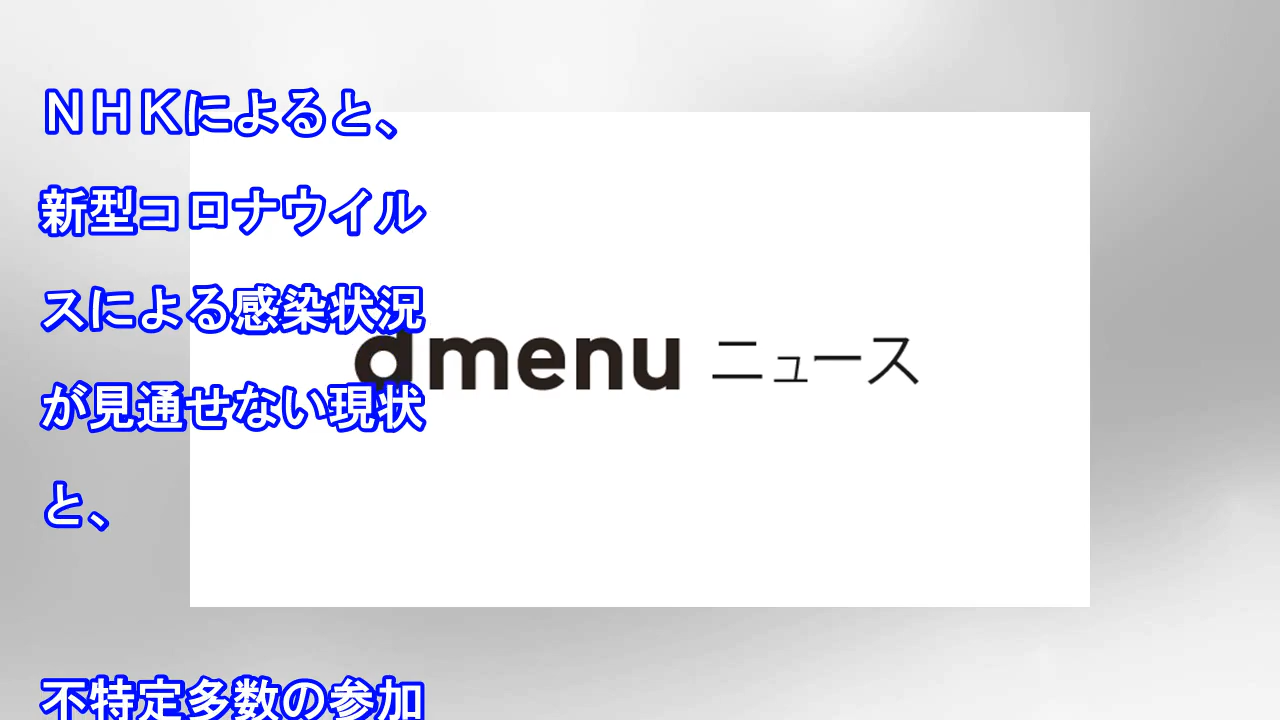 ＮＨＫによると、
新型コロナウイル
スによる感染状況
が見通せない現状
と、
不特定多数の参加
dmenu ニュース